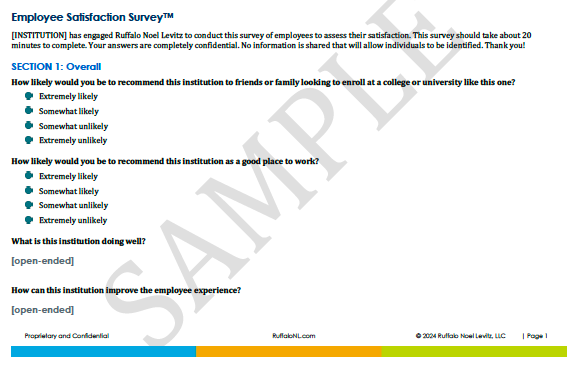 Employee Satisfaction Survey™
[INSTITUTION] has engaged Ruffalo Noel Levitz to conduct this survey of employees to assess their satisfaction. This survey should take about 20
minutes to complete. Your answers are completely confidential. No information is shared that will allow individuals to be identified. Thank you!
SECTION 1: Overall
How likely would you be to recommend this institution to friends or family looking to enroll at a college or university like this one?
Extremely likely
Somewhat likely
Somewhat unlikely
Extremely unlikely
How likely would you be to recommend this institution as a good place to work?
Extremely likely
Somewhat likely
Somewhat unlikely
Extremely unlikely
What is this institution doing well?
[open-ended]
How can this institution improve the employee experience?
[open-ended]
SAMPLE
Proprietary and Confidential RuffaloNL.com © 2024 Ruffalo Noel Levitz, LLC | Page 1